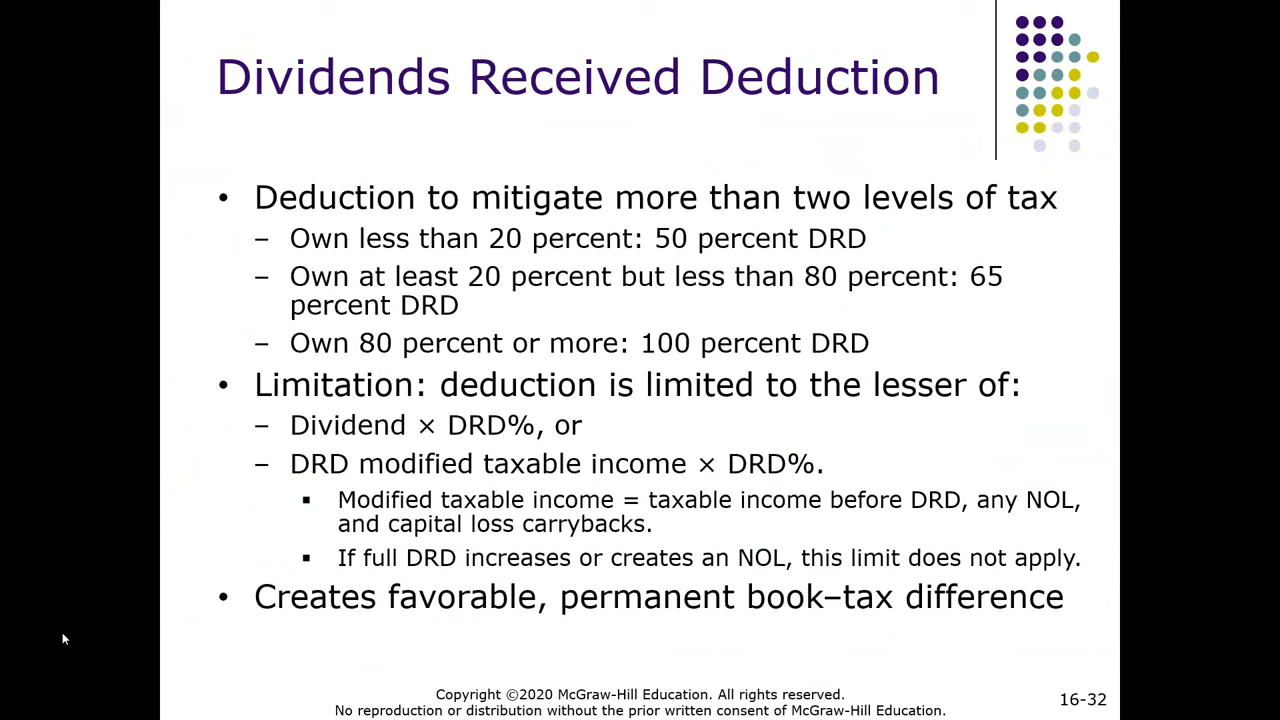 Dividends Received Deduction
• Deduction to mitigate more than two levels of tax
– Own less than 20 percent: 50 percent DRD
– Own at least 20 percent but less than 80 percent: 65
percent DRD
– Own 80 percent or more: 100 percent DRD
• Limitation: deduction is limited to the lesser of:
– Dividend × DRD%, or
– DRD modified taxable income × DRD%.
▪ Modified taxable income = taxable income before DRD, any NOL,
and capital loss carrybacks.
▪ If full DRD increases or creates an NOL, this limit does not apply.
• Creates favorable, permanent book–tax difference
Copyright ©2020 McGraw-Hill Education. All rights reserved.
No reproduction or distribution without the prior written consent of McGraw-Hill Education.
16-32